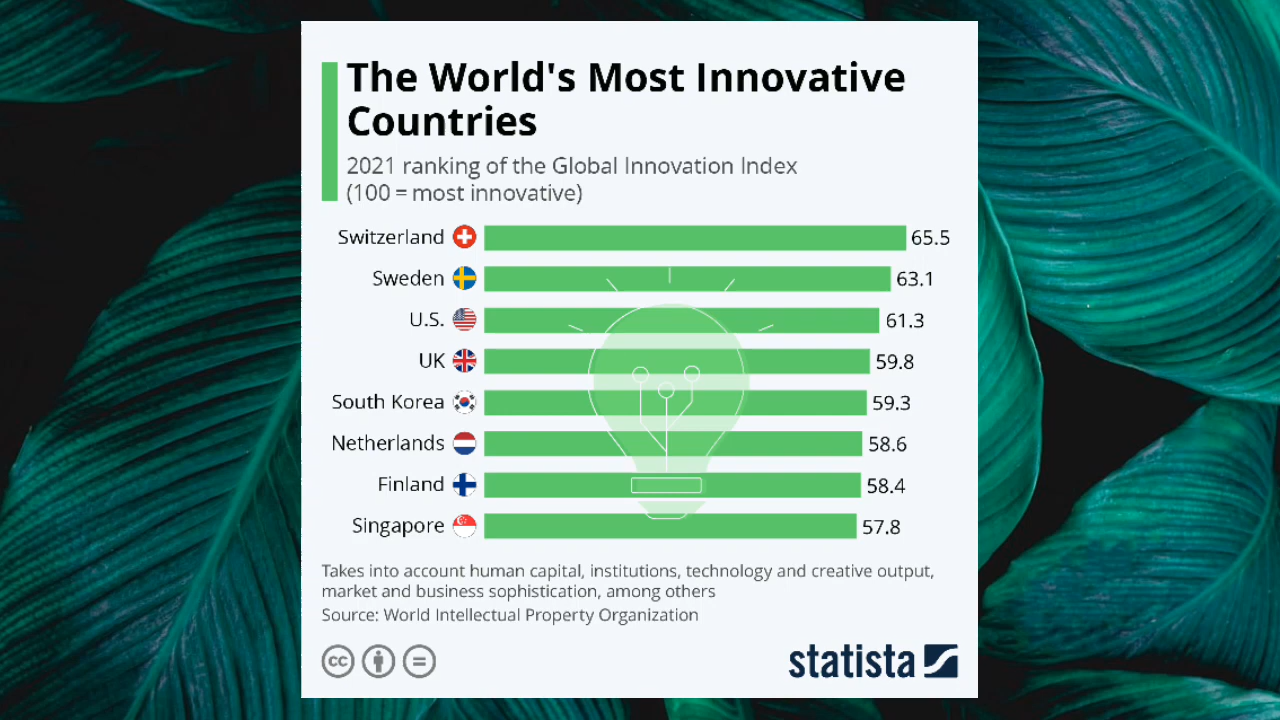 The World's Most Innovative
Countries
2021 ranking of the Global Innovation Index
(100 = most innovative)
Switzerland 65.5
Sweden 63.1
U.S. 61.3
UK 59.8
South Korea 59.3
Netherlands 58.6
Finland 58.4
Singapore 57.8
Takes into account human capital, institutions, technology and creative output,
market and business sophistication, among others
Source: World Intellectual Property Organization
cc =
statista